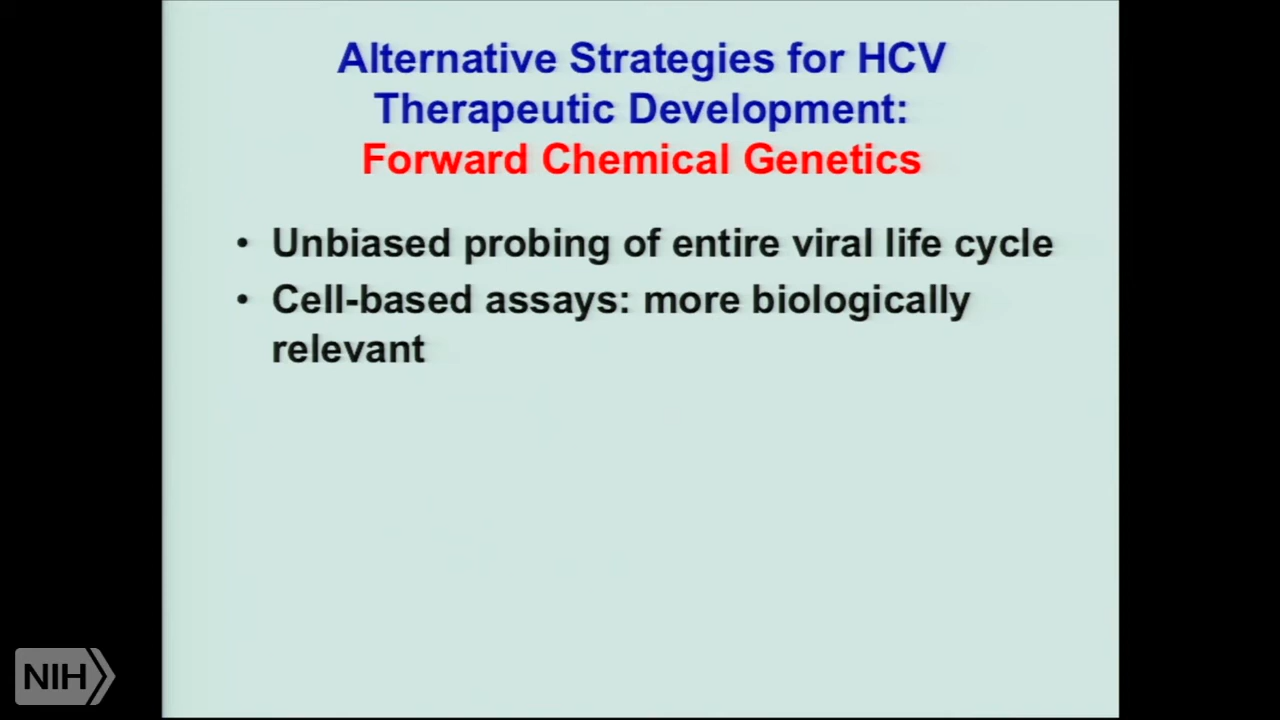 Alternative Strategies for HCV
Therapeutic Development:
Forward Chemical Genetics
• Unbiased probing of entire viral life cycle
• Cell-based assays: more biologically
relevant
NIH